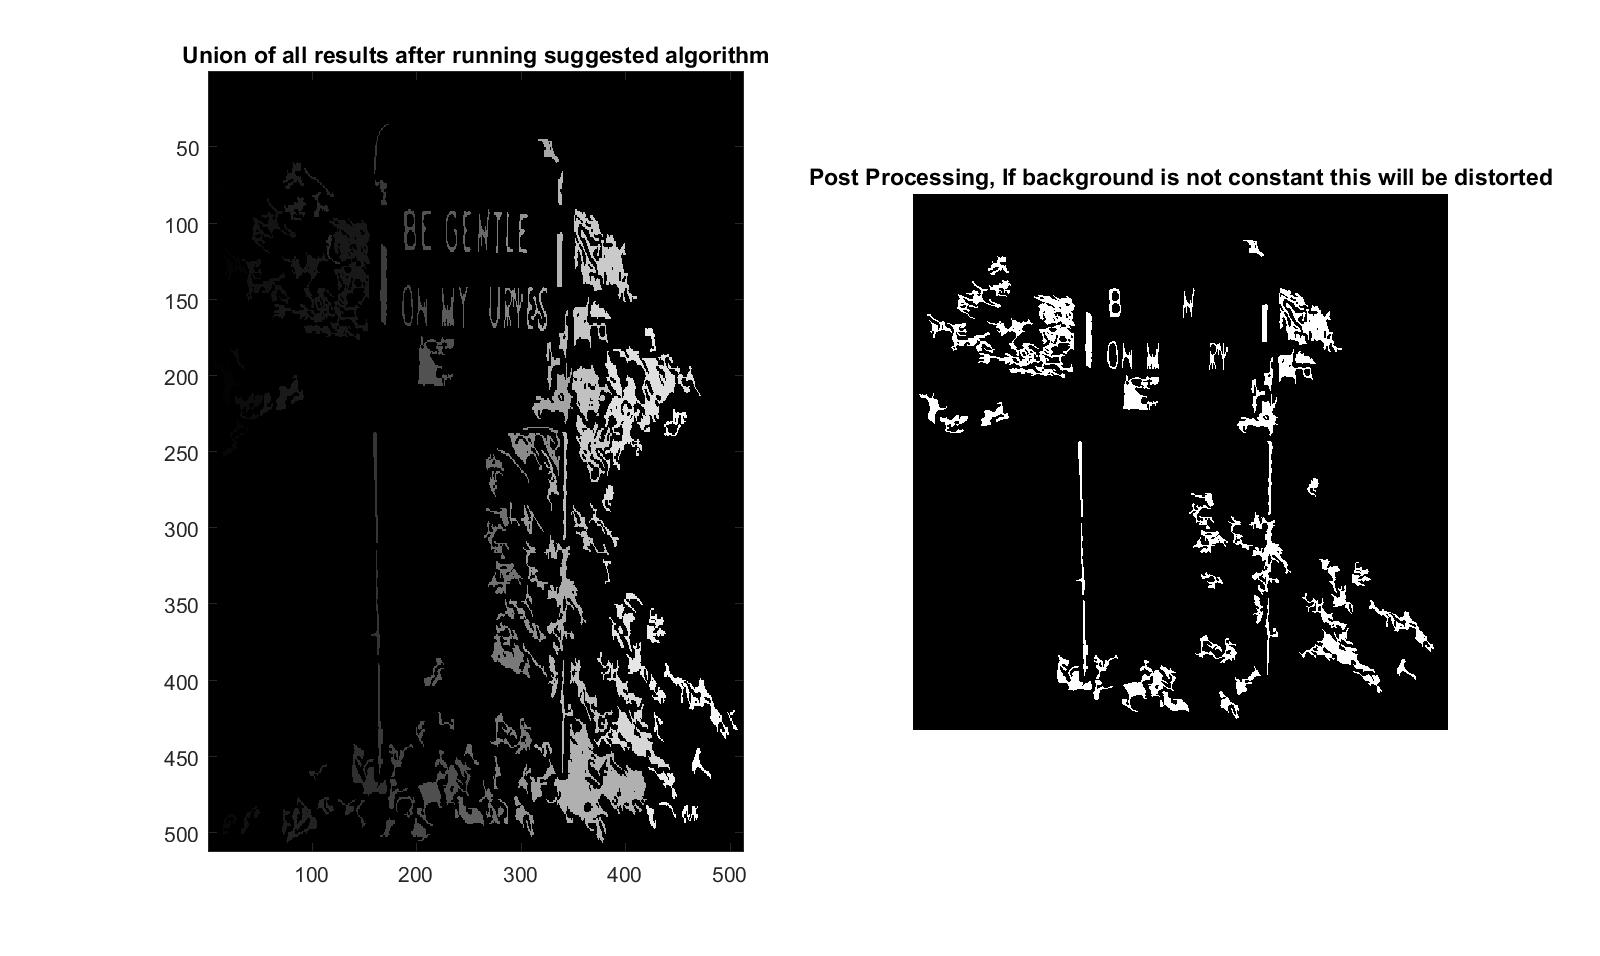 Union of all results after running suggested algorithm
50
100
150
200
250
300
350
400
450
500
100
200
300
400
500
BE GENTLE
ON MY
Post Processing, If background is not constant this will be distorted
B N
ON M RY